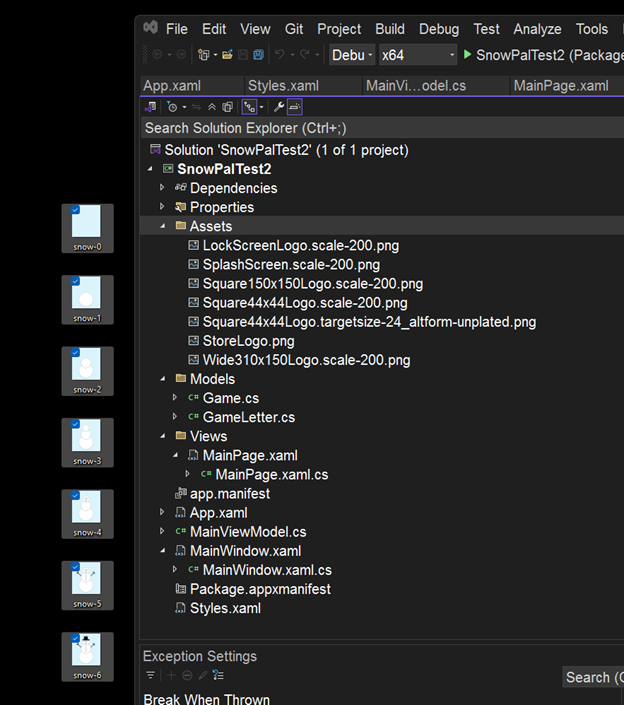 File Edit View Git Project Build Debug Test Analyze Tools
Debu x64 SnowPalTest2 (Package
App.xaml Styles.xaml MainVi...odel.cs MainPage.xaml
Search Solution Explorer (Ctrl+;)
Solution 'SnowPalTest2' (1 of 1 project)
SnowPalTest2
Dependencies
Properties
Assets
LockScreenLogo.scale-200.png
SplashScreen.scale-200.png
Square150x150Logo.scale-200.png
Square44x44Logo.scale-200.png
Square44x44Logo.targetsize-24_altform-unplated.png
StoreLogo.png
Wide310x150Logo.scale-200.png
Models
C# Game.cs
C# GameLetter.cs
Views
MainPage.xaml
C# MainPage.xaml.cs
app.manifest
App.xaml
C# MainViewModel.cs
MainWindow.xaml
C# MainWindow.xaml.cs
Package.appxmanifest
Styles.xaml
Exception Settings
Search (C
Break When Thrown
snow-0
snow-1
snow-2
snow-3
snow-4
snow-5
snow-6